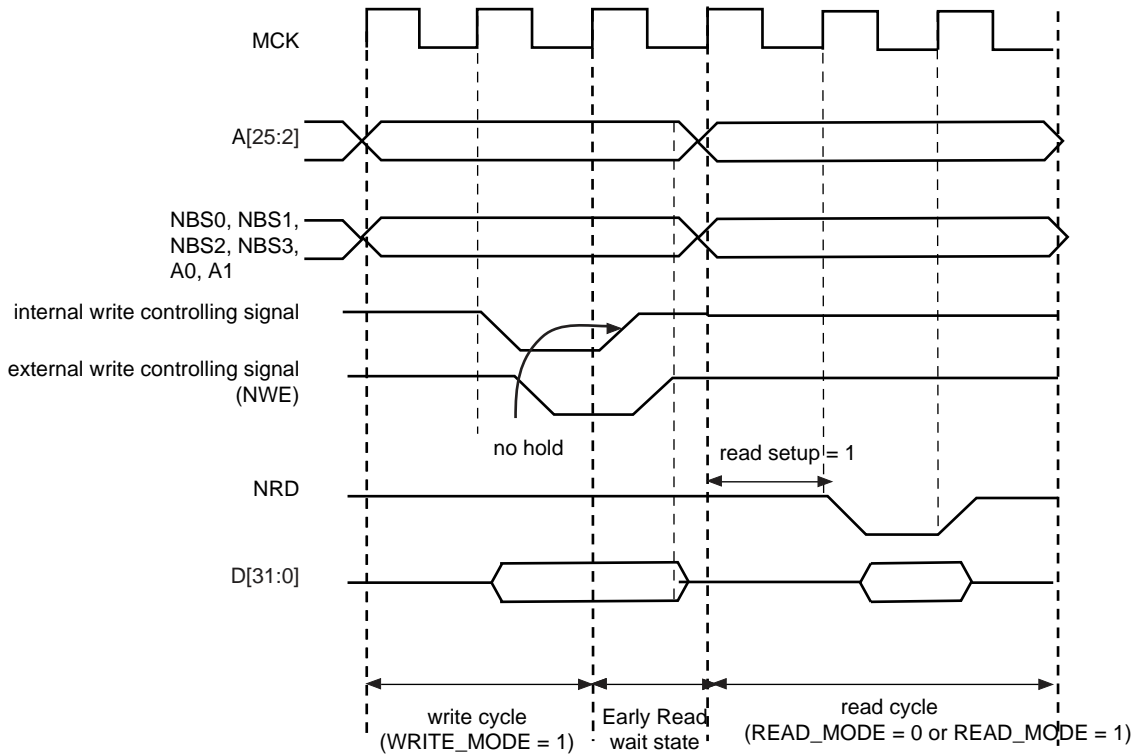 MCK
A[25:2]
NBS0, NBS1,
NBS2, NBS3,
A0, A1
internal write controlling signal
external write controlling signal
(NWE)
no hold
read setup = 1
NRD
D[31:0]
write cycle
(WRITE_MODE = 1)
Early Read
wait state
read cycle
(READ_MODE = 0 or READ_MODE = 1)